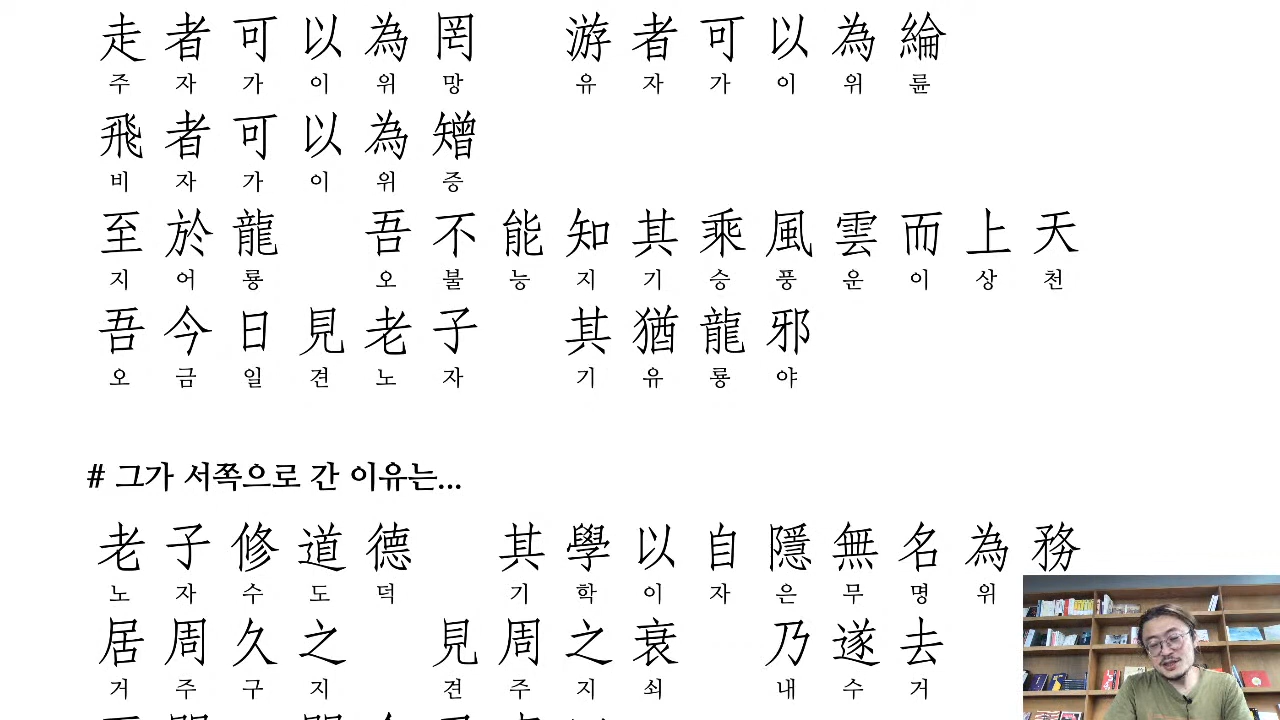 走者可以為罔 游者可以為綸
주 자 가 이 위 망 유 자 가 이 위 륜
飛者可以為矰
비 자 가 이 위 증
至於龍 吾不能知其乘風雲而上天
지 어 룡 오 불 능 지 기 승 풍 운 이 상 천
吾今日見老子 其猶龍邪
오 금 일 견 노 자 기 유 룡 야
# 그가 서쪽으로 간 이유는...
老子修道德 其學以自隱無名為務
노 자 수 도 덕 기 학 이 자 은 무 명 위
居周久之 見周之衰 乃遂去
거 주 구 지 견 주 지 쇠 내 수 거